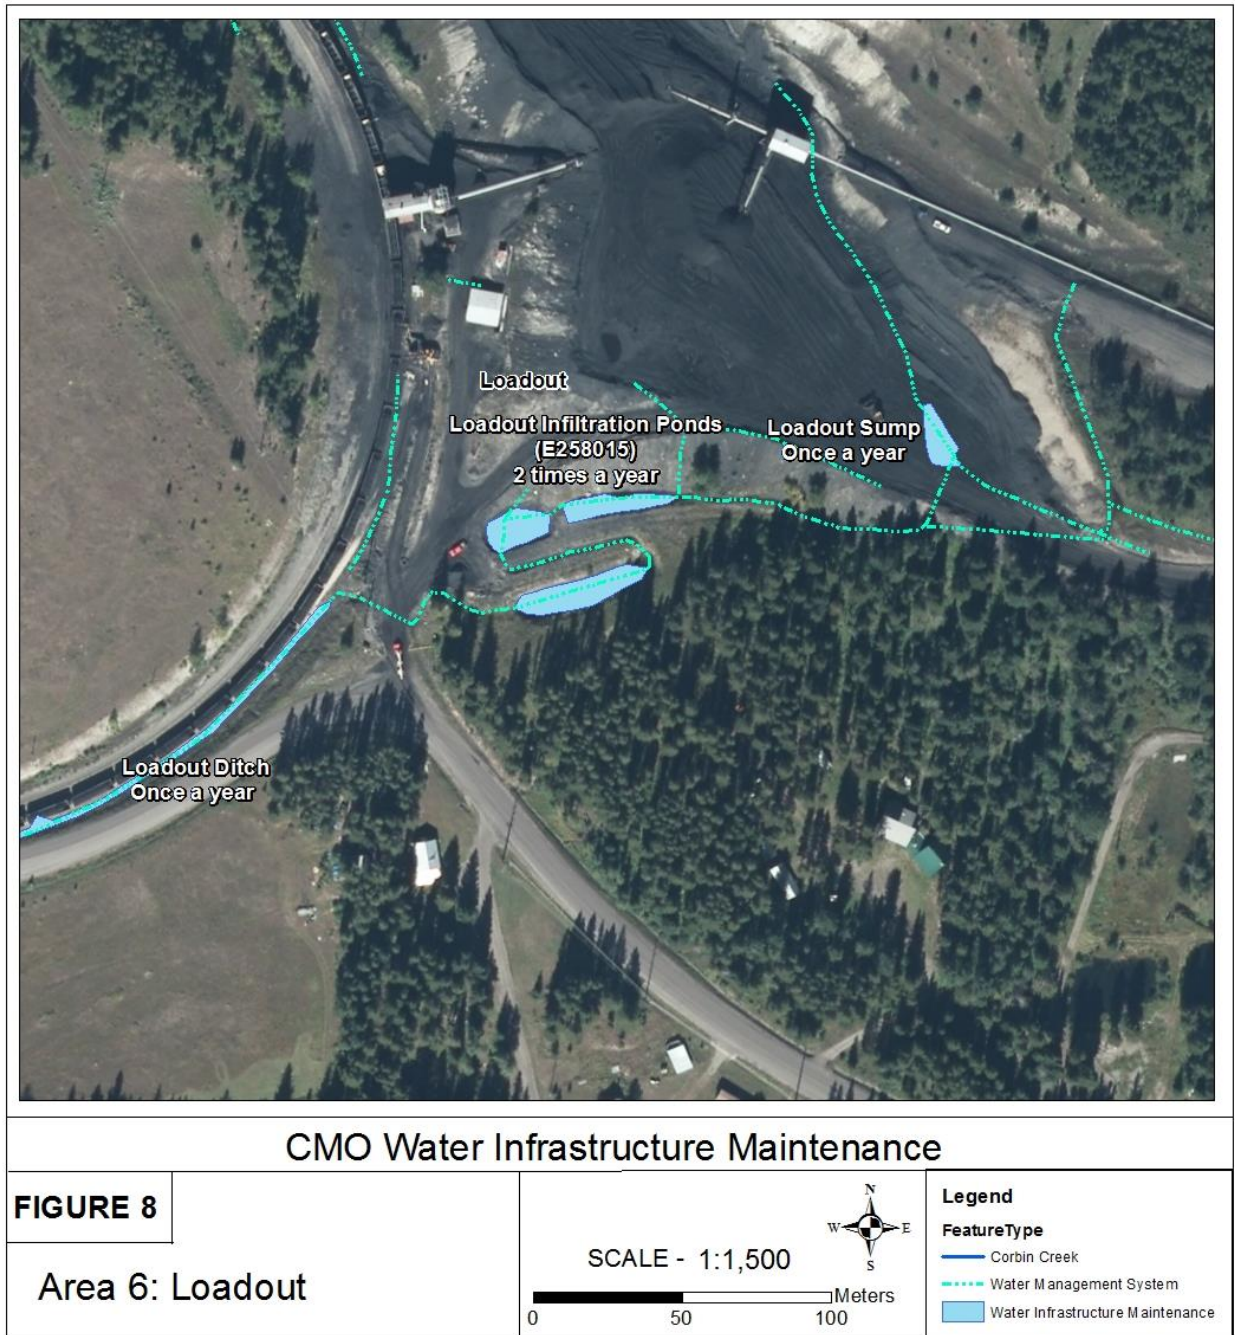 Loadout
Loadout Infiltration Ponds
(E258015)
2 times a year
Loadout Sump
Once a year
Loadout Ditch
Once a year
CMO Water Infrastructure Maintenance
FIGURE 8
Area 6: Loadout
SCALE - 1:1,500
N
W
E
S
Meters
0
50
100
Legend
FeatureType
Corbin Creek
Water Management System
Water Infrastructure Maintenance